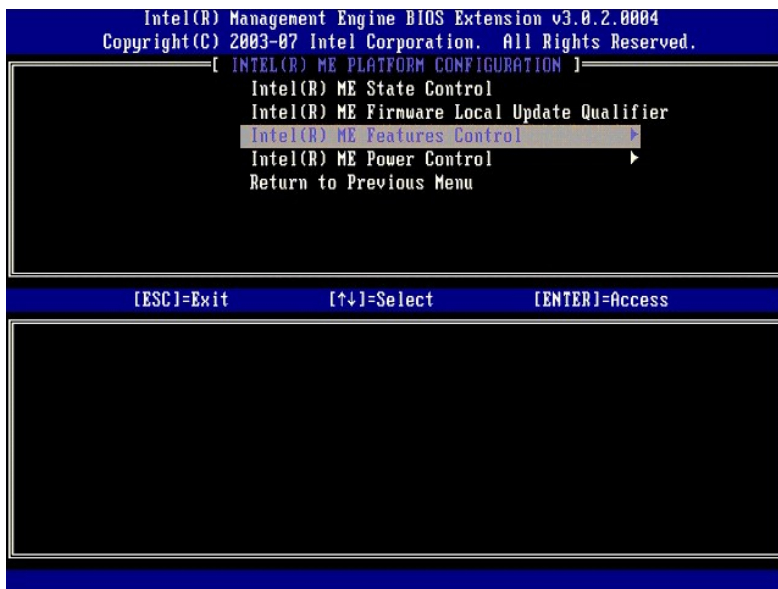 Intel(R) Management Engine BIOS Extension v3.0.2.0004
Copyright(C) 2003-07 Intel Corporation. All Rights Reserved.
[ INTEL(R) ME PLATFORM CONFIGURATION ]
Intel(R) ME State Control
Intel(R) ME Firmware Local Update Qualifier
Intel(R) ME Features Control ►
Intel(R) ME Power Control ►
Return to Previous Menu
[ESC]=Exit [↑↓]=Select [ENTER]=Access